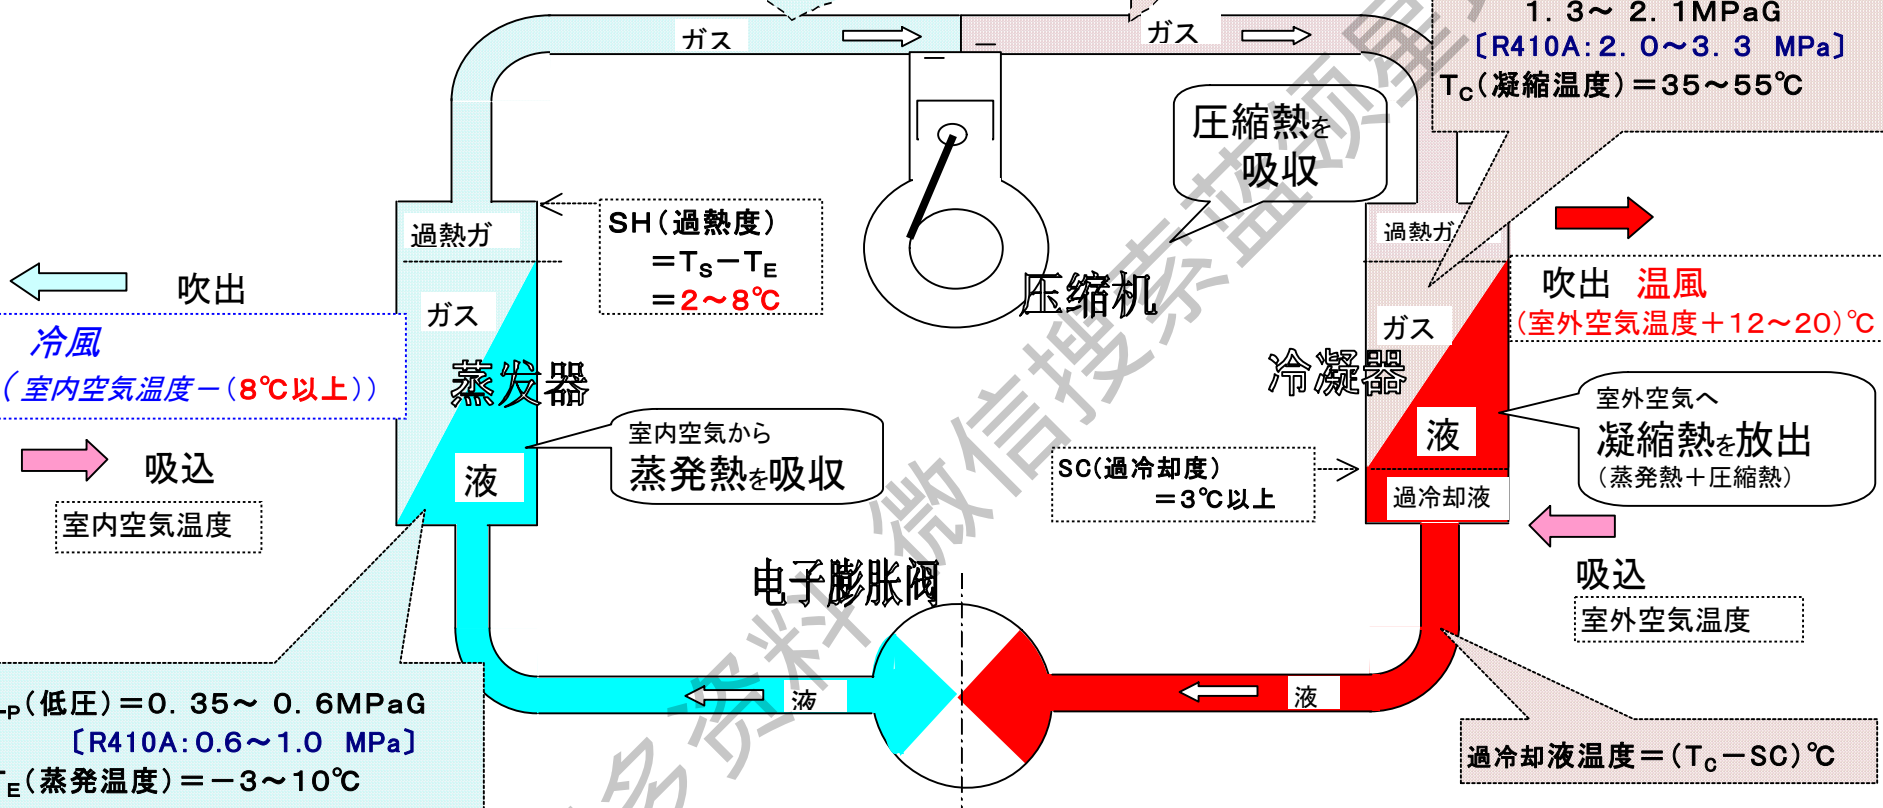 ガス
ガス
1. 3～ 2. 1MPaG
〔R410A：2. 0～3. 3 MPa〕
TC(凝縮温度)＝35～55℃
圧縮熱を
吸収
過熱ガ
SH(過熱度)
＝TS－TE
＝2～8℃
过熱ガ
吹出
ガス
压缩机
吹出 温風
(室外空気温度＋12～20)℃
冷風
(室内空気温度－(8℃以上))
蒸发器
ガス
冷凝器
室外空気へ
凝縮熱を放出
(蒸発熱＋圧縮熱)
室内空気から
蒸発熱を吸収
液
SC(過冷却度)
＝3℃以上
吸込
室内空気温度
液
過冷却液
电子膨胀阀
吸込
室外空気温度
液
液
LP(低圧)＝0. 35～ 0. 6MPaG
〔R410A：0.6～1.0 MPa〕
TE(蒸発温度)＝－3～10℃
過冷却液温度＝(TC－SC)℃
多资料 微信搜索蓝领星